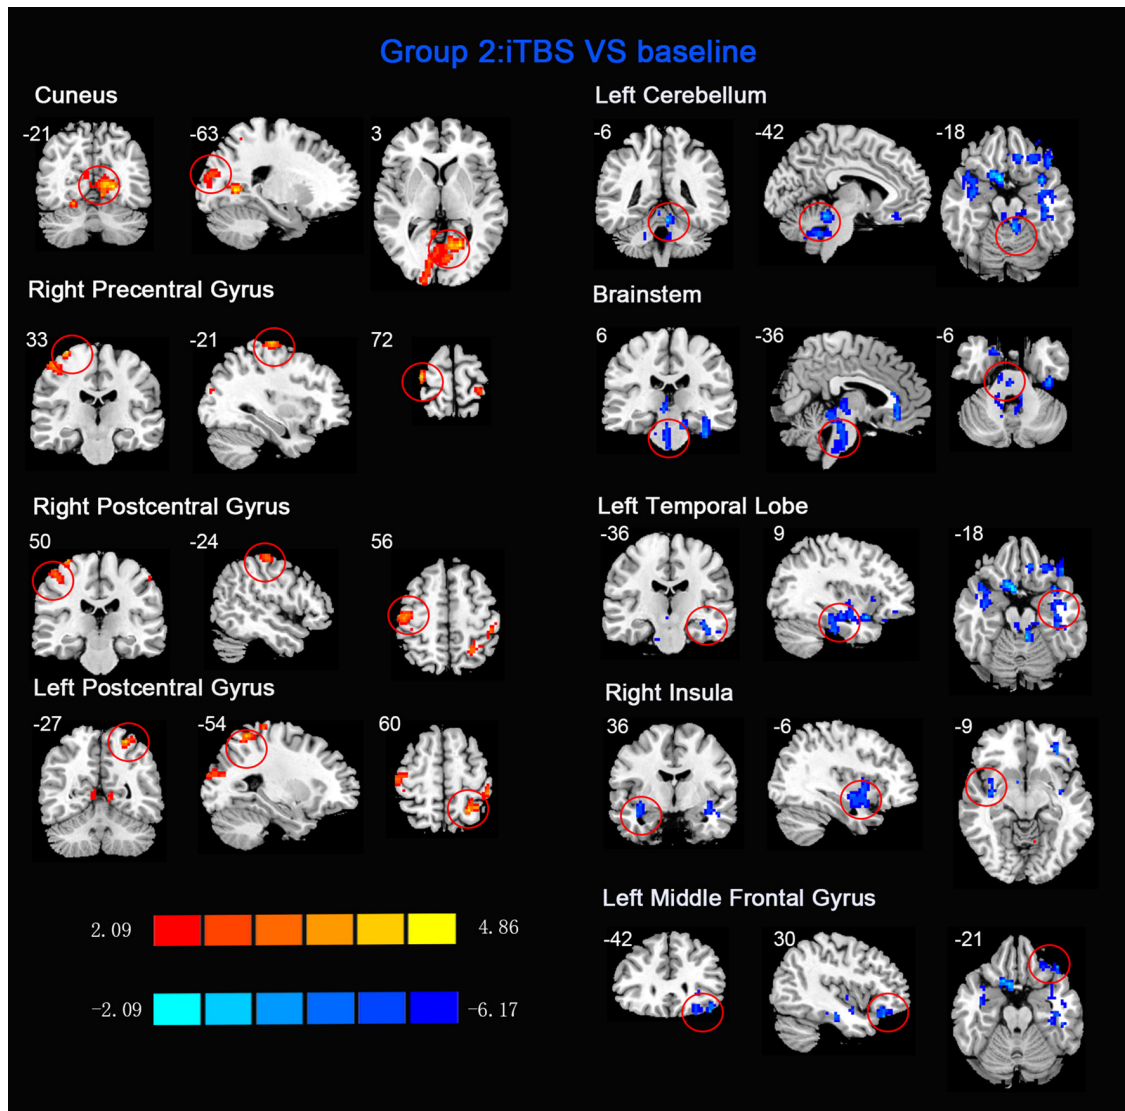 Group 2:iTBS VS baseline
Cuneus
-21 -63 3
Right Precentral Gyrus
33 -21 72
Right Postcentral Gyrus
50 -24 56
Left Postcentral Gyrus
-27 -54 60
2.09 4.86
-2.09 -6.17
Left Cerebellum
-6 -42 -18
Brainstem
6 -36 -6
Left Temporal Lobe
-36 9 -18
Right Insula
36 -6 -9
Left Middle Frontal Gyrus
-42 30 -21